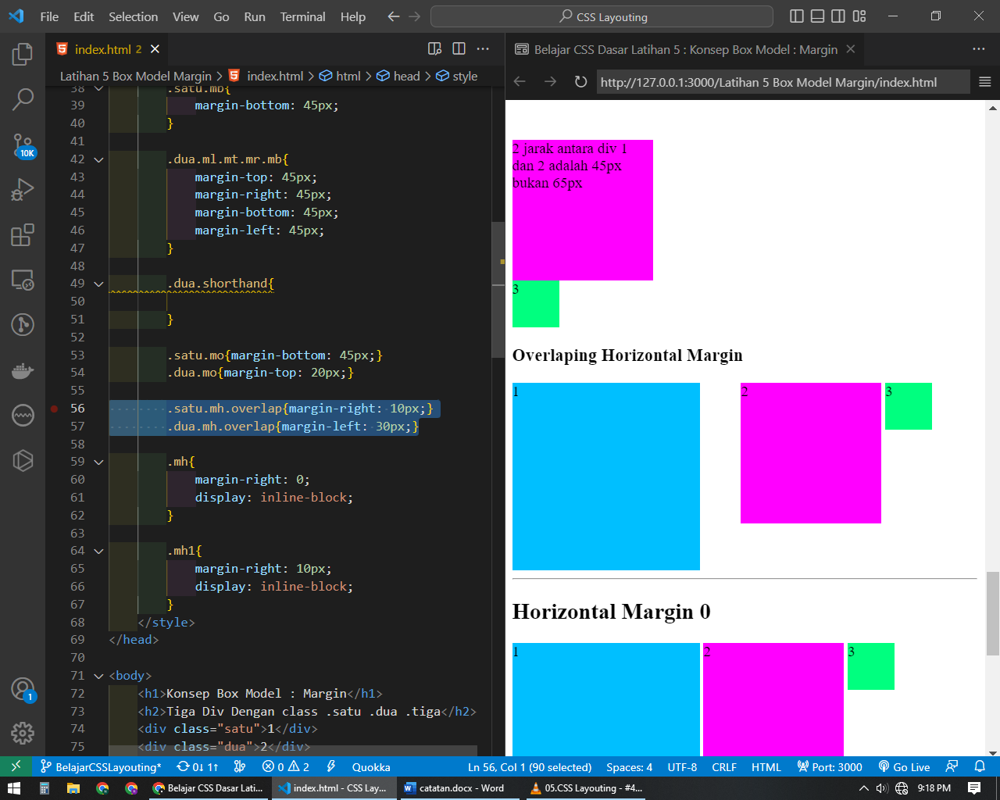 File Edit Selection View Go Run Terminal Help
CSS Layouting
index.html 2
Latihan 5 Box Model Margin > index.html > html > head > style
38 .satu.mb{
39 margin-bottom: 45px;
40 }
41
42 .dua.ml.mt.mr.mb{
43 margin-top: 45px;
44 margin-right: 45px;
45 margin-bottom: 45px;
46 margin-left: 45px;
47 }
48
49 .dua.shorthand{
50
51 }
52
53 .satu.mo{margin-bottom: 45px;}
54 .dua.mo{margin-top: 20px;}
55
56 .satu.mh.overlap{margin-right: 10px;}
57 .dua.mh.overlap{margin-left: 30px;}
58
59 .mh{
60 margin-right: 0;
61 display: inline-block;
62 }
63
64 .mh1{
65 margin-right: 10px;
66 display: inline-block;
67 }
68 </style>
69 </head>
70
71 <body>
72 <h1>Konsep Box Model : Margin</h1>
73 <h2>Tiga Div Dengan class .satu .dua .tiga</h2>
74 <div class="satu">1</div>
75 <div class="dua">2</div>
10K
1
Belajar CSS Dasar Latihan 5 : Konsep Box Model : Margin
http://127.0.0.1:3000/Latihan 5 Box Model Margin/index.html
2 jarak antara div 1
dan 2 adalah 45px
bukan 65px
3
Overlaping Horizontal Margin
1 2 3
Horizontal Margin 0
1 2 3
BelajarCSSLayouting* 0↓ 1↑ 0 2 Quokka Ln 56, Col 1 (90 selected) Spaces: 4 UTF-8 CRLF HTML Port: 3000 Go Live
Belajar CSS Dasar Lati... index.html - CSS Lay... catatan.docx - Word 05.CSS Layouting - #4... 9:18 PM